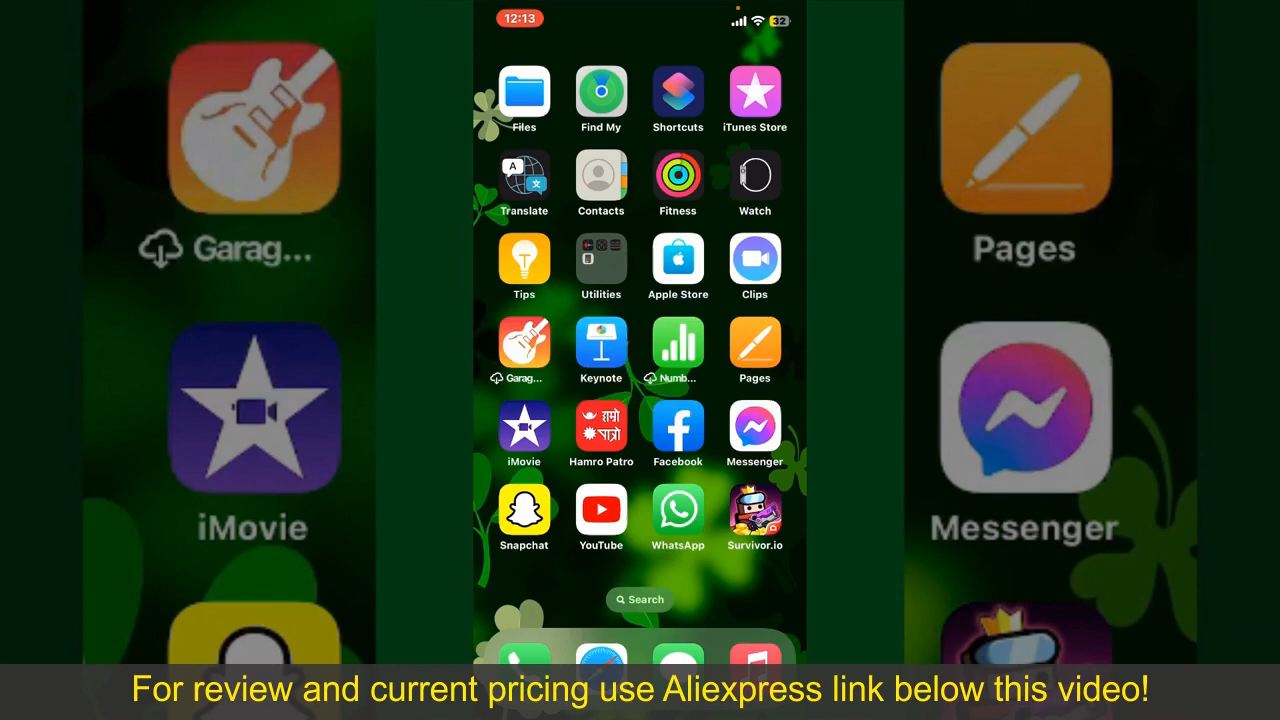 12:13
32
Files Find My Shortcuts iTunes Store
A 文
Translate Contacts Fitness Watch
Tips Utilities Apple Store Clips
Garag... Keynote Numb... Pages
हाम्रो
पात्रो
iMovie Hamro Patro Facebook Messenger
Snapchat YouTube WhatsApp Survivor.io
Search
Garag...
iMovie
Pages
Messenger
For review and current pricing use Aliexpress link below this video!